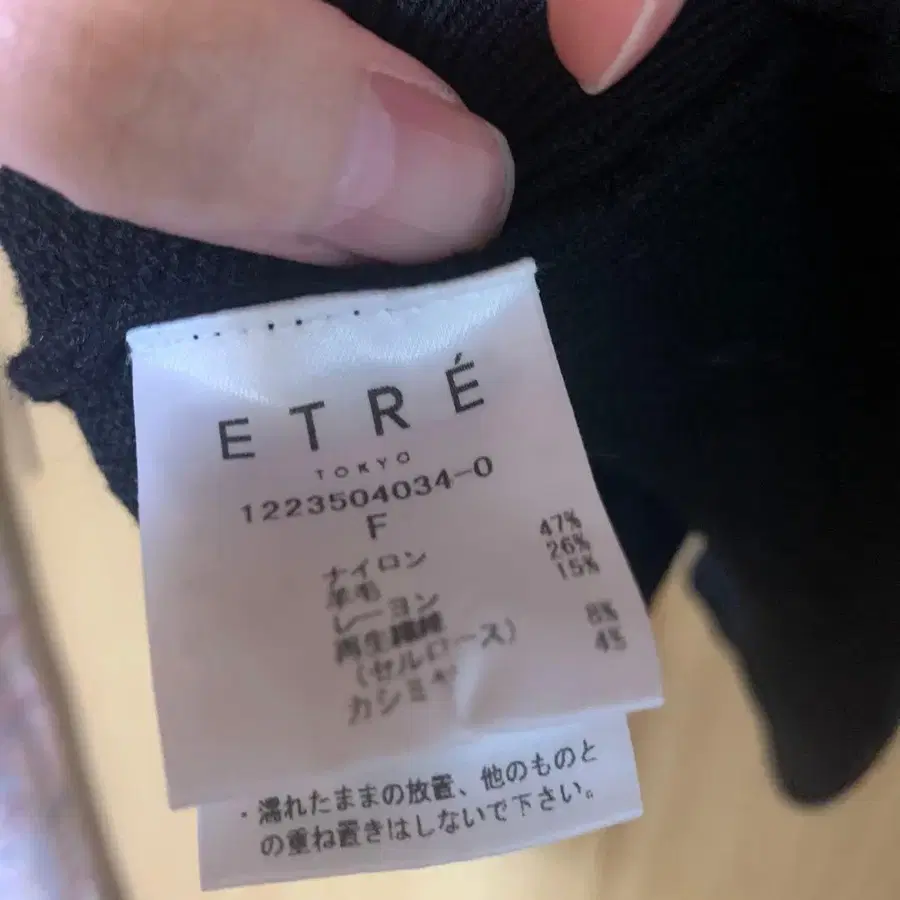 ETRÉ
TOKYO
1223504034-0
F
ナイロン 47%
羊毛 26%
レーヨン 15%
再生繊維
(セルロース) 8%
カシミヤ 4%
・濡れたままの放置、他のものと
の重ね置きはしないで下さい。